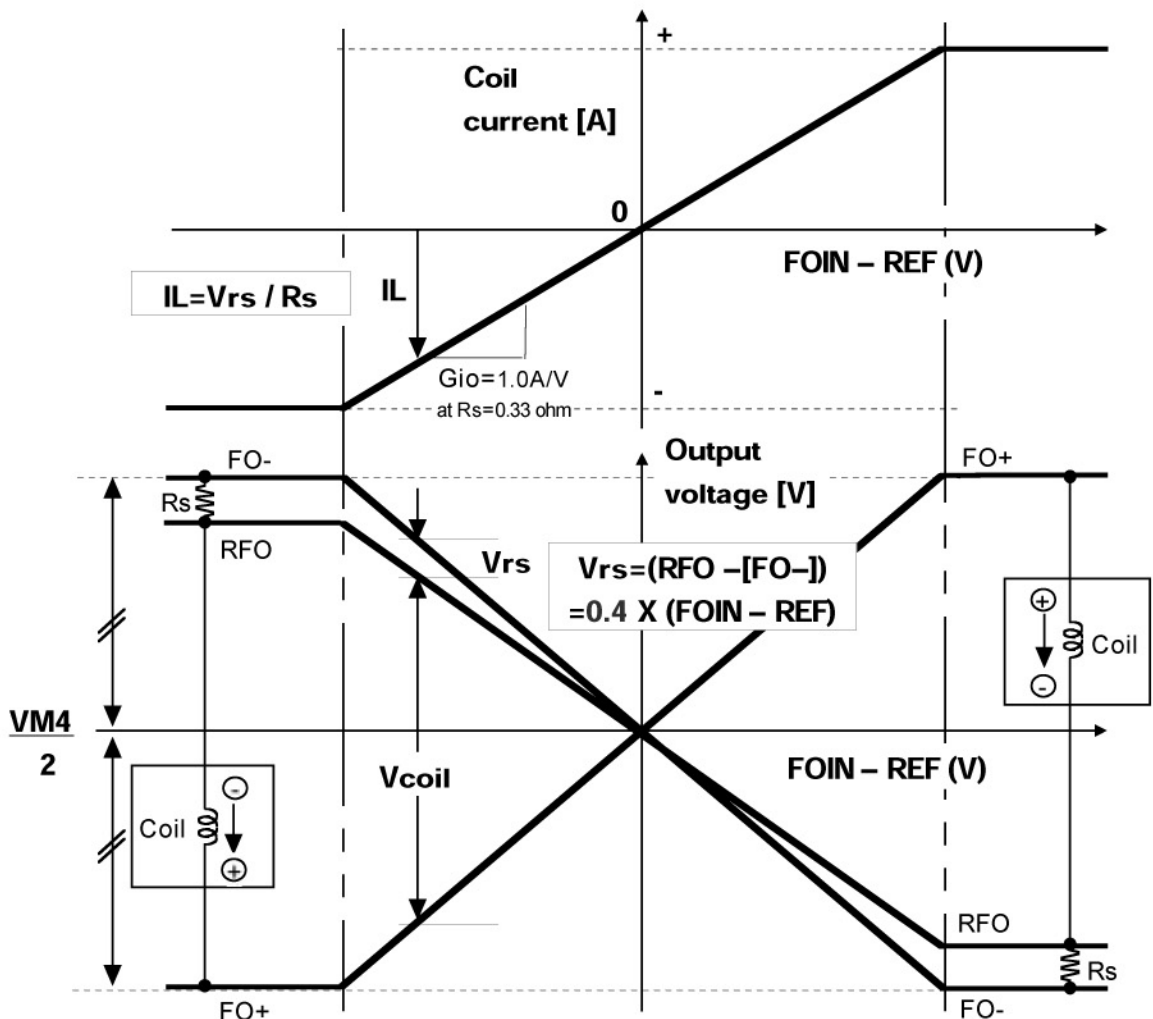 +
Coil
current [A]
0
FOIN – REF (V)
IL=Vrs / Rs
IL
Gio=1.0A/V
at Rs=0.33 ohm
-
FO-
Output
voltage [V]
FO+
Rs
RFO
Vrs
Vrs=(RFO –[FO–])
=0.4 X (FOIN – REF)
+
Coil
-
VM4
2
FOIN – REF (V)
Vcoil
-
Coil
+
RFO
Rs
FO+
FO-